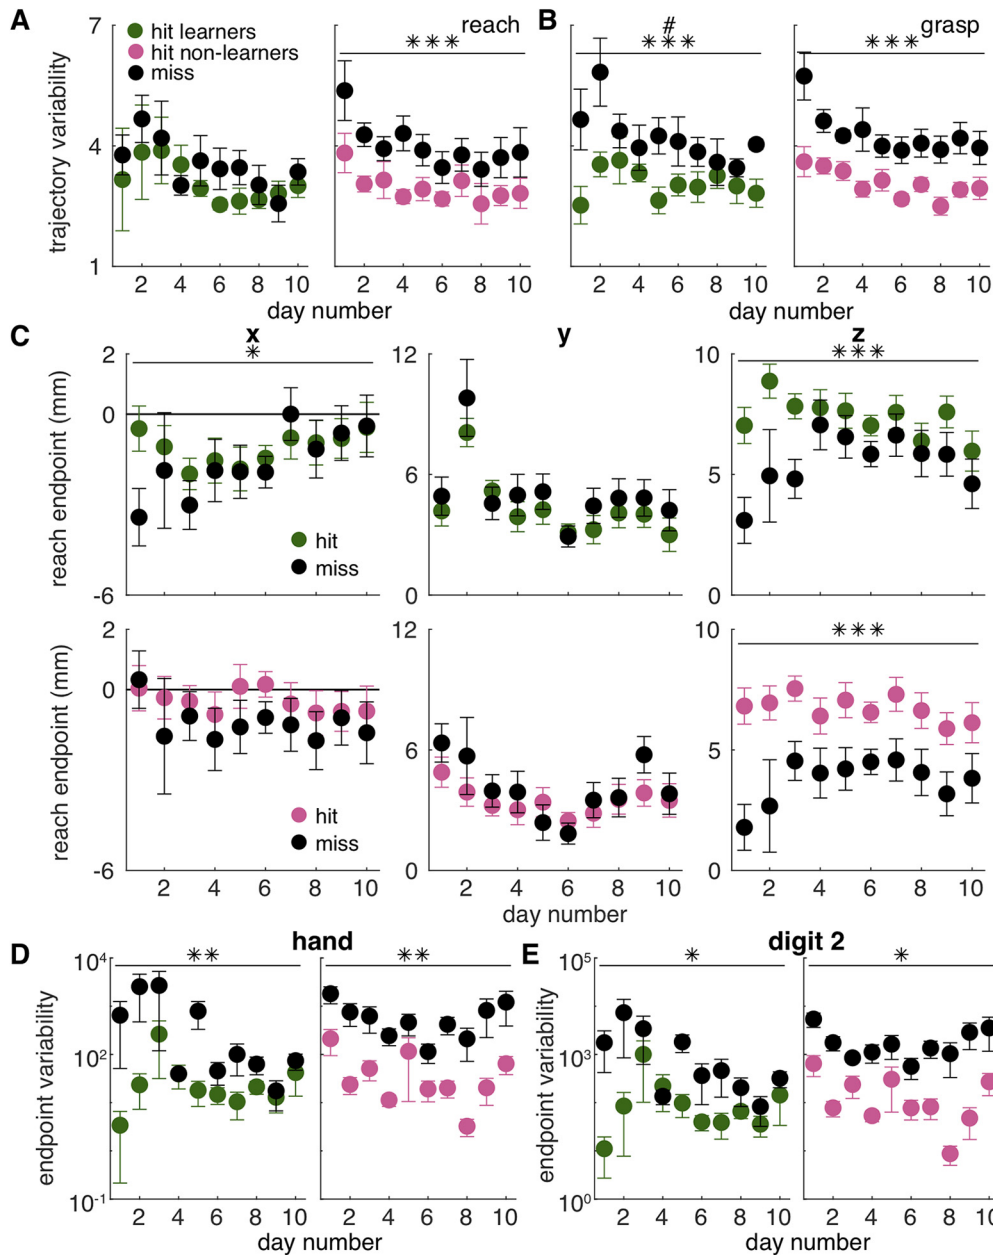 A
7
hit learners
hit non-learners
miss
reach
✳✳✳
B
#
✳✳✳
grasp
✳✳✳
trajectory variability
4
1
2 4 6 8 10
2 4 6 8 10
2 4 6 8 10
2 4 6 8 10
day number
day number
C
x
✳
y
z
✳✳✳
reach endpoint (mm)
2
0
-6
hit
miss
12
6
0
10
5
0
reach endpoint (mm)
2
0
-6
hit
miss
12
6
0
✳✳✳
10
5
0
2 4 6 8 10
2 4 6 8 10
2 4 6 8 10
day number
D
hand
✳✳
✳✳
endpoint variability
10⁴
10²
10⁻¹
2 4 6 8 10
2 4 6 8 10
day number
E
digit 2
✳
✳
endpoint variability
10⁵
10³
10⁰
2 4 6 8 10
2 4 6 8 10
day number